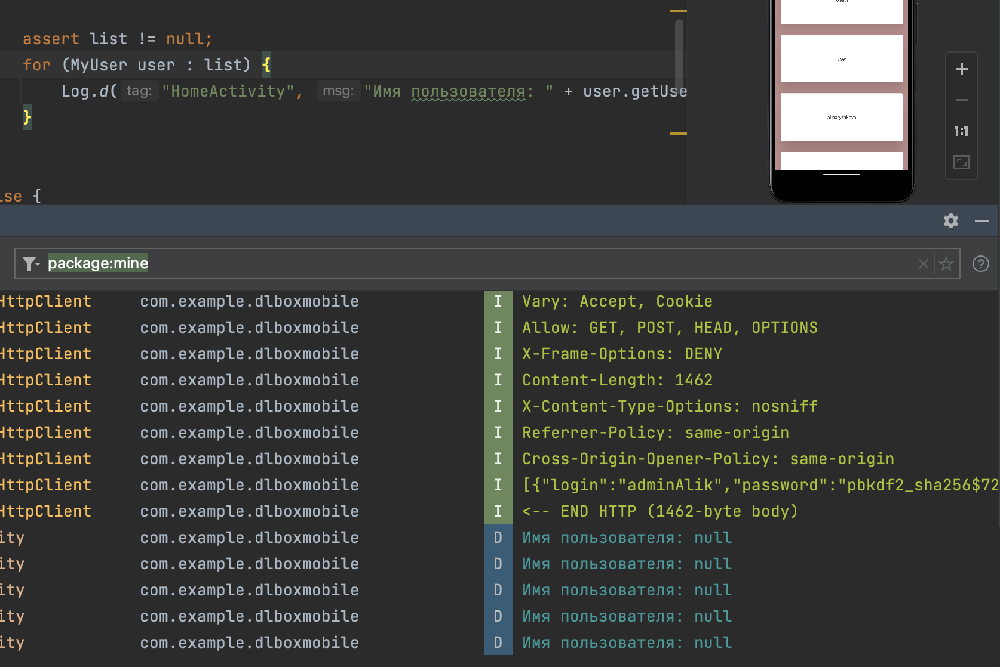 assert list != null;
for (MyUser user : list) {
Log.d( tag: "HomeActivity", msg: "Имя пользователя: " + user.getUse
}
lse {
Maliki
user
alinaryzhkova
1:1
package:mine
HttpClient com.example.dlboxmobile I Vary: Accept, Cookie
HttpClient com.example.dlboxmobile I Allow: GET, POST, HEAD, OPTIONS
HttpClient com.example.dlboxmobile I X-Frame-Options: DENY
HttpClient com.example.dlboxmobile I Content-Length: 1462
HttpClient com.example.dlboxmobile I X-Content-Type-Options: nosniff
HttpClient com.example.dlboxmobile I Referrer-Policy: same-origin
HttpClient com.example.dlboxmobile I Cross-Origin-Opener-Policy: same-origin
HttpClient com.example.dlboxmobile I [{"login":"adminAlik","password":"pbkdf2_sha256$72
HttpClient com.example.dlboxmobile I <-- END HTTP (1462-byte body)
ity com.example.dlboxmobile D Имя пользователя: null
ity com.example.dlboxmobile D Имя пользователя: null
ity com.example.dlboxmobile D Имя пользователя: null
ity com.example.dlboxmobile D Имя пользователя: null
ity com.example.dlboxmobile D Имя пользователя: null